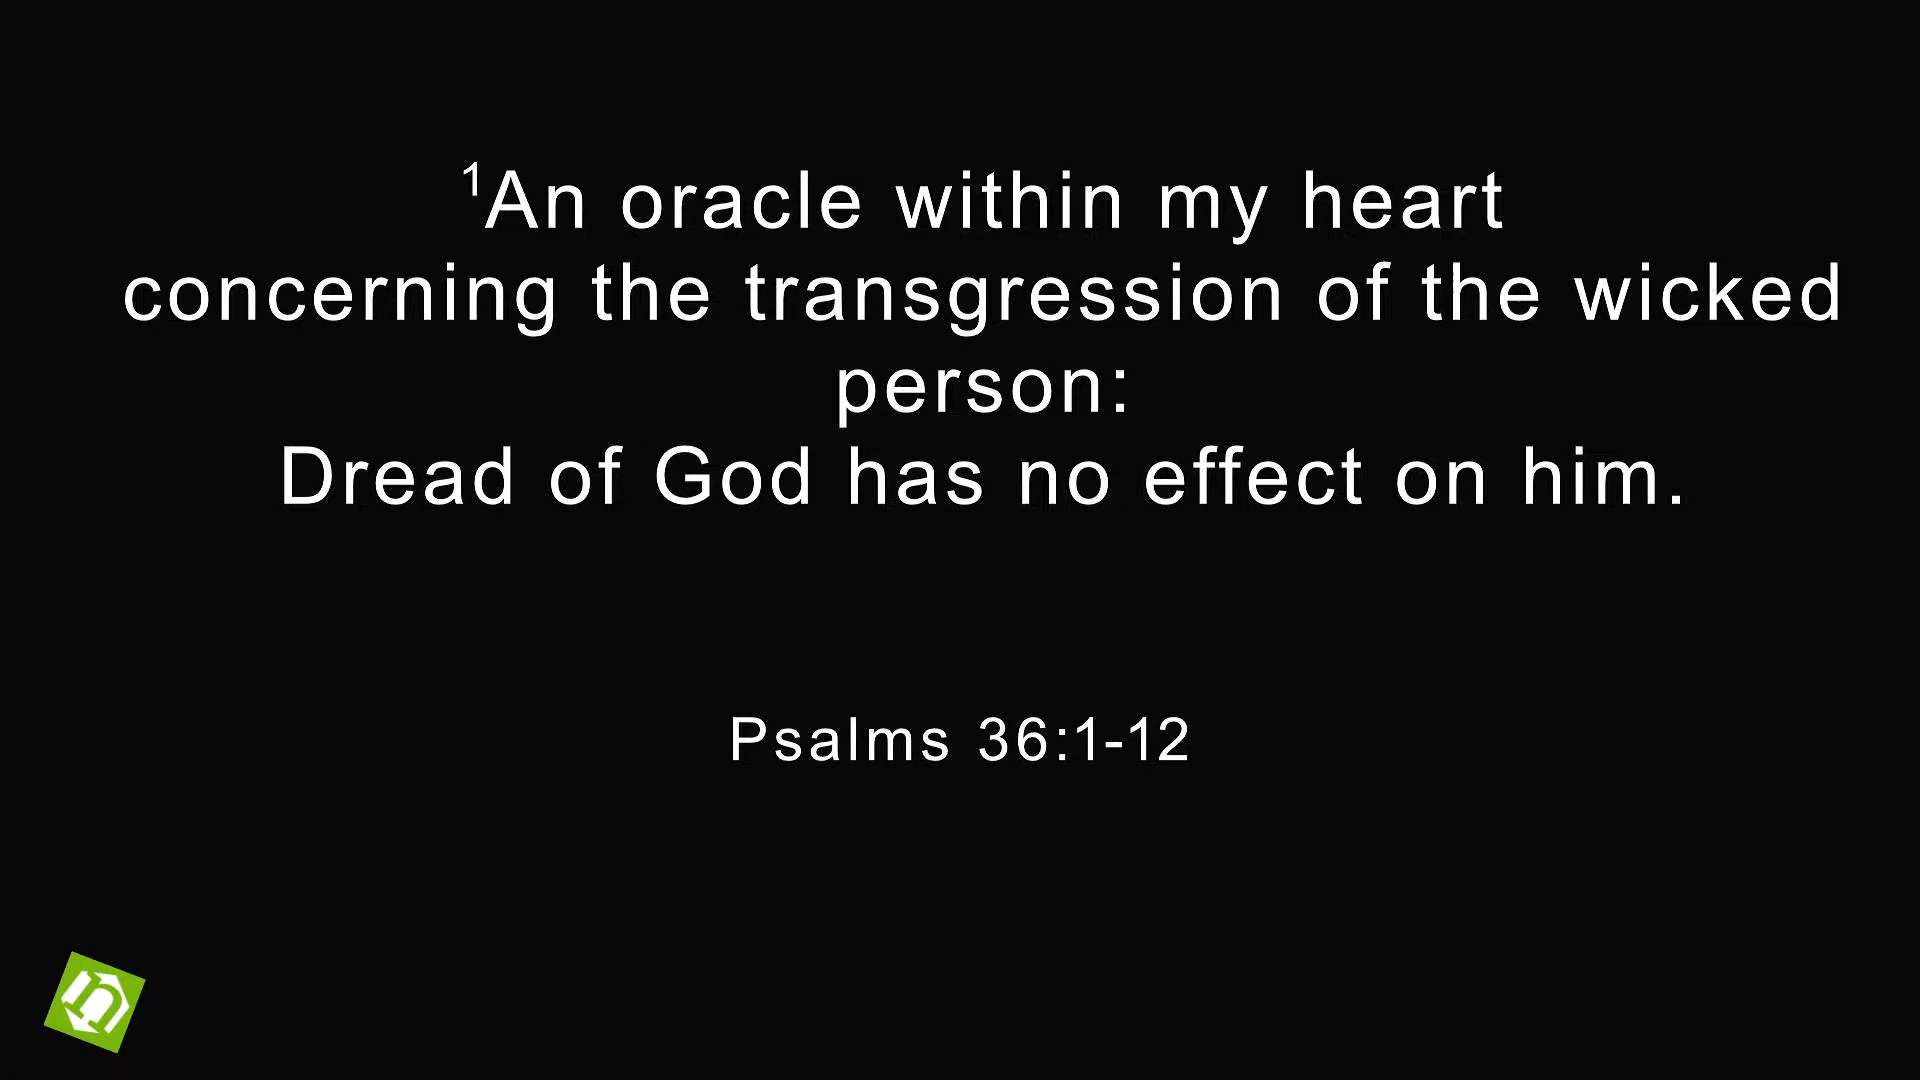 ¹An oracle within my heart
concerning the transgression of the wicked
person:
Dread of God has no effect on him.
Psalms 36:1-12
n